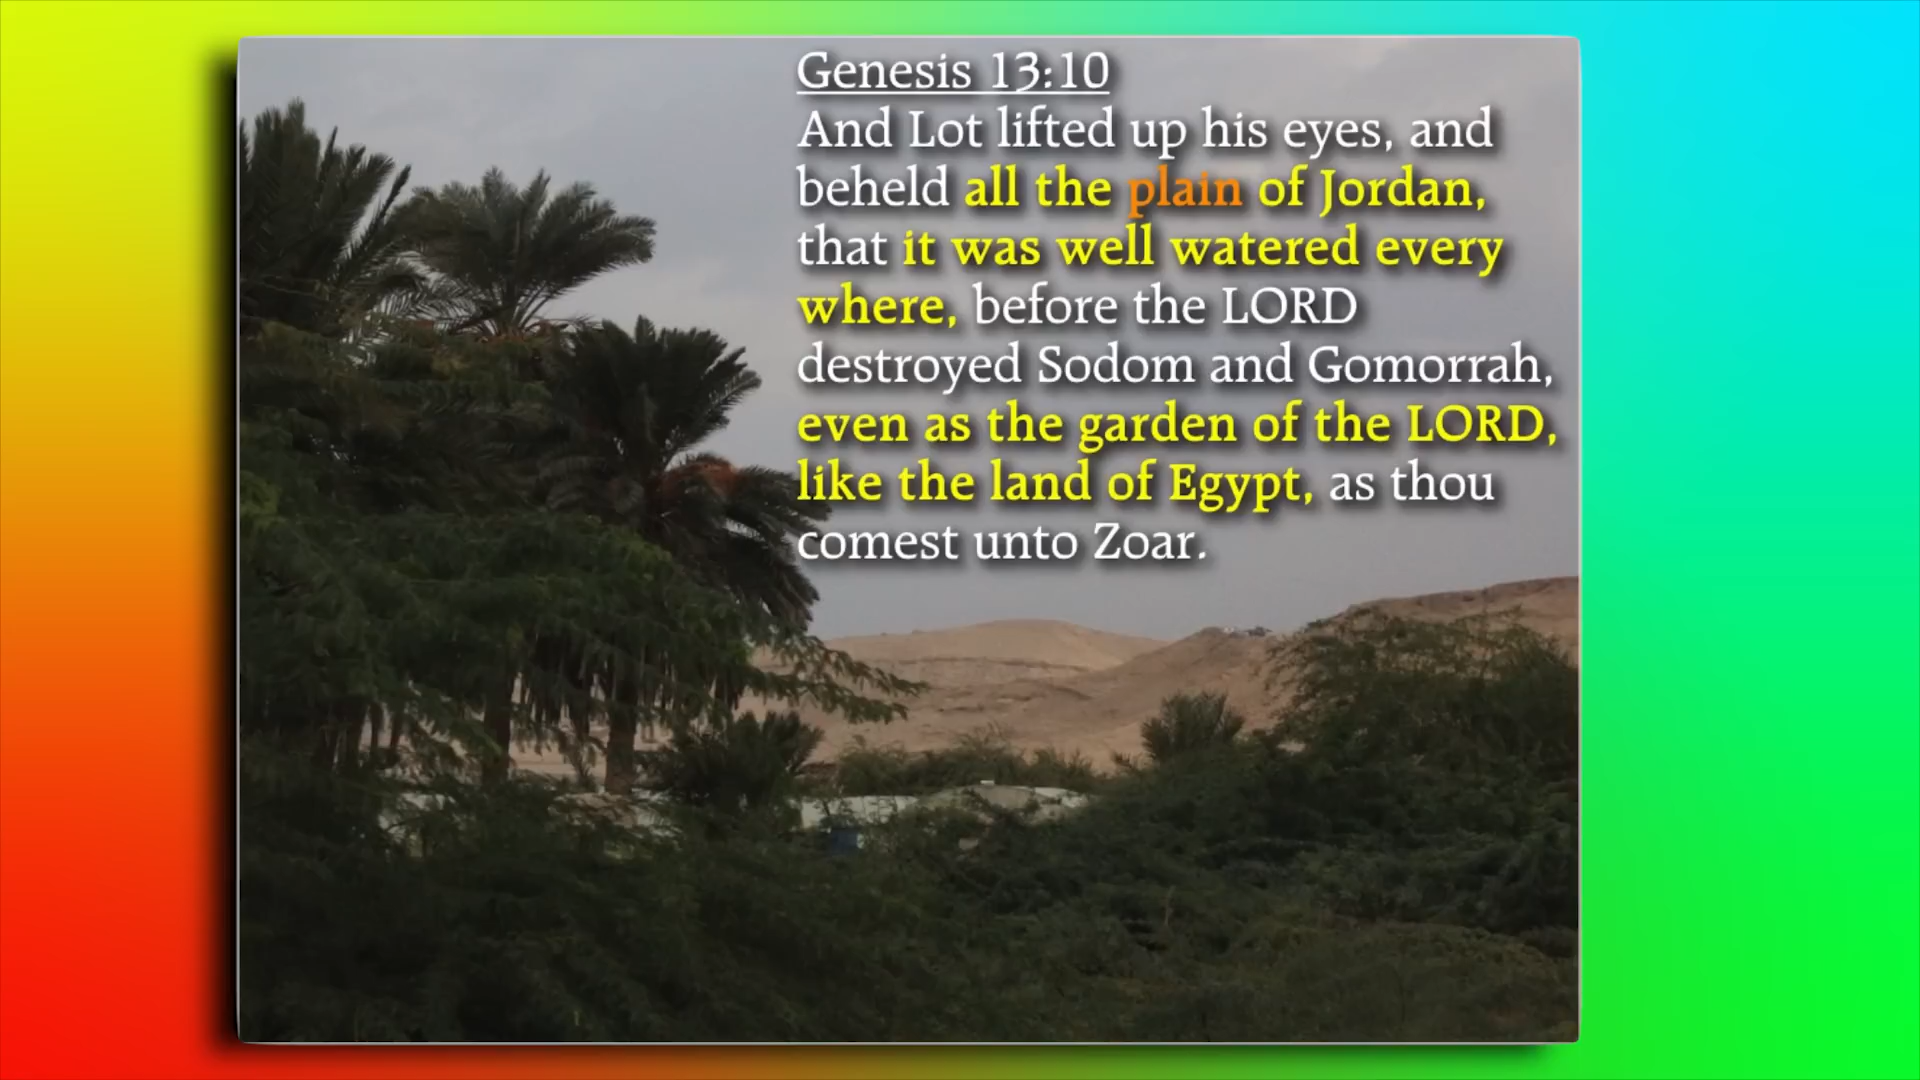 Genesis 13:10
And Lot lifted up his eyes, and
beheld all the plain of Jordan,
that it was well watered every
where, before the LORD
destroyed Sodom and Gomorrah,
even as the garden of the LORD,
like the land of Egypt, as thou
comest unto Zoar.